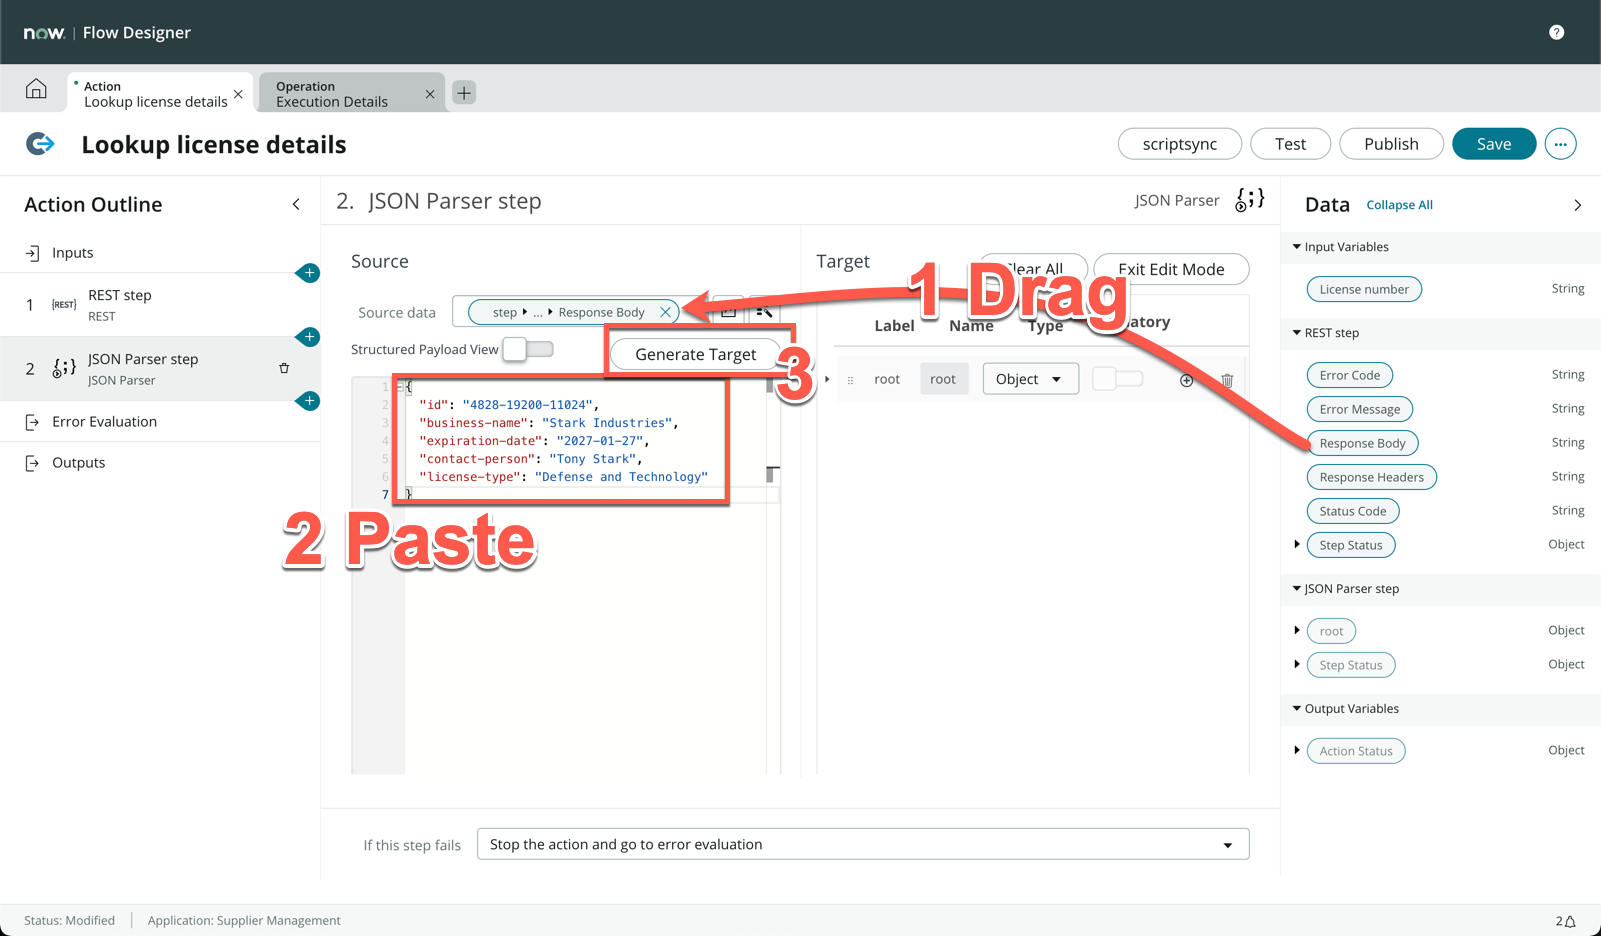 now. | Flow Designer
Action
Lookup license details
Operation
Execution Details
Lookup license details
scriptsync
Test
Publish
Save
Action Outline
Inputs
1
[REST]
REST step
REST
2
JSON Parser step
JSON Parser
Error Evaluation
Outputs
2. JSON Parser step
JSON Parser
Source
Source data
step ▸ ... ▸ Response Body
Structured Payload View
Generate Target
1 {
2 "id": "4828-19200-11024",
3 "business-name": "Stark Industries",
4 "expiration-date": "2027-01-27",
5 "contact-person": "Tony Stark",
6 "license-type": "Defense and Technology"
7 }
Target
Clear All
Exit Edit Mode
Label
Name
Type
root
root
Object
1 Drag
2 Paste
3
If this step fails
Stop the action and go to error evaluation
Data
Collapse All
Input Variables
License number String
REST step
Error Code String
Error Message String
Response Body String
Response Headers String
Status Code String
Step Status Object
JSON Parser step
root Object
Step Status Object
Output Variables
Action Status Object
Status: Modified
Application: Supplier Management
2